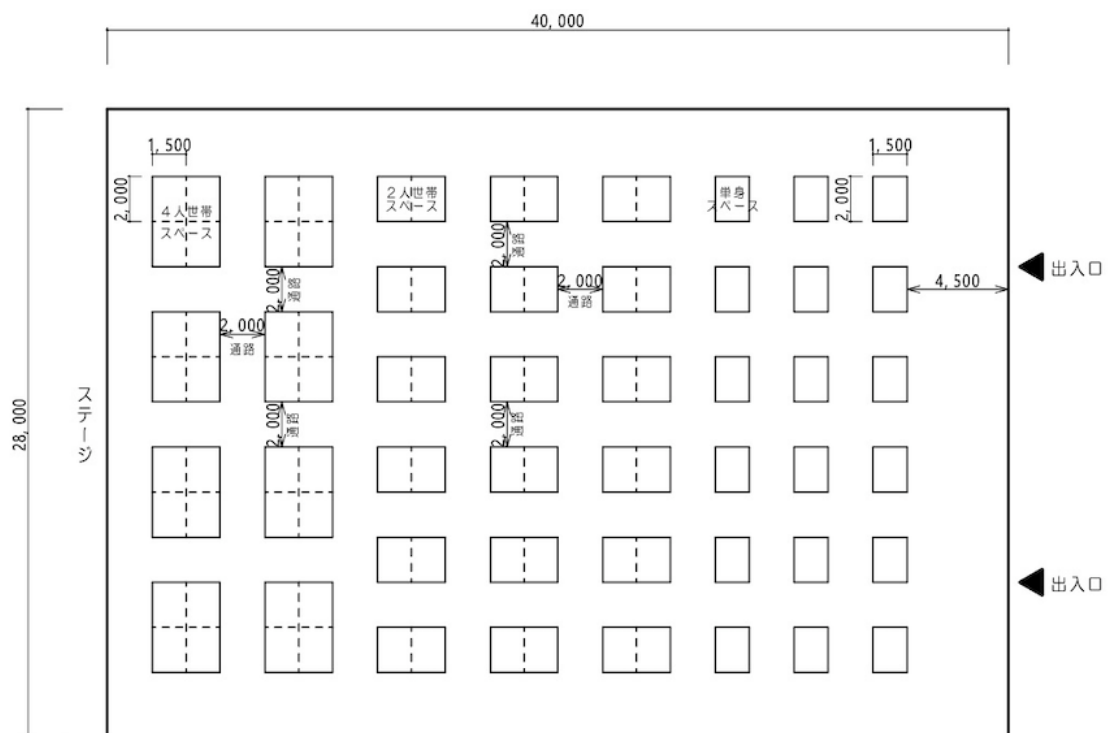 40,000
1,500
1,500
2,000
4人世帯
スペース
2人世帯
スペース
単身
スペース
2,000
2,000
通路
出入口
2,000
通路
2,000
通路
4,500
2,000
通路
ステージ
28,000
2,000
通路
2,000
通路
出入口